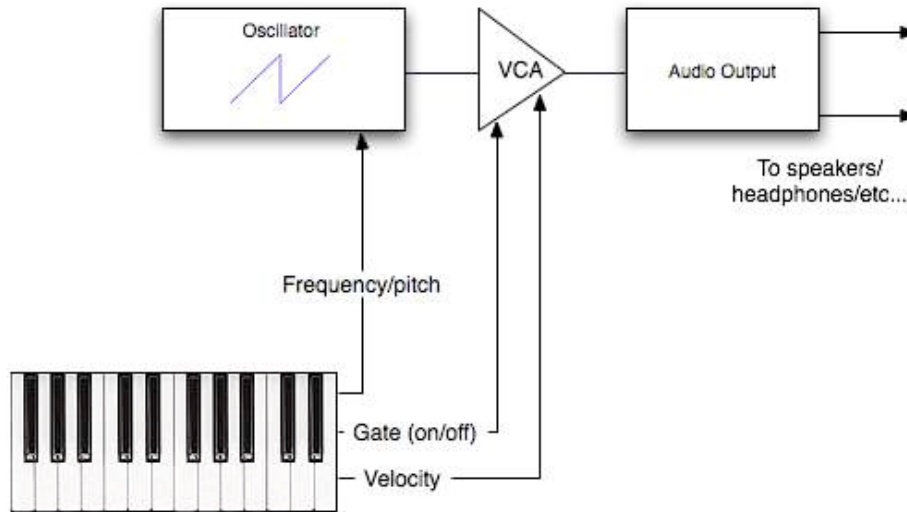 Oscillator
VCA
Audio Output
To speakers/
headphones/etc...
Frequency/pitch
Gate (on/off)
Velocity